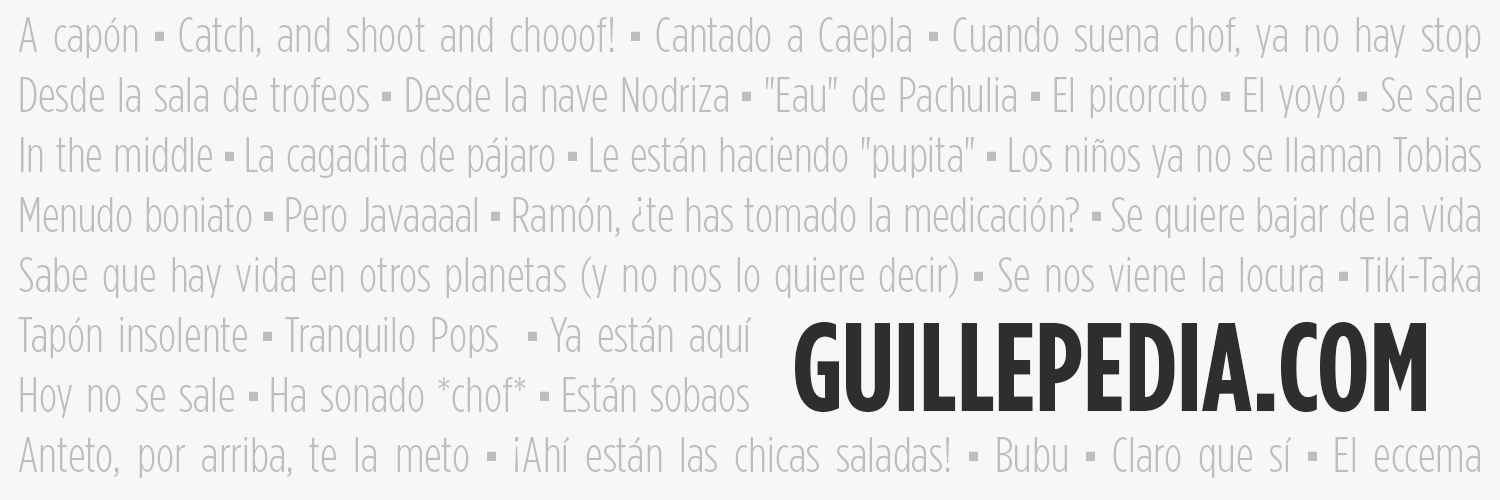 A capón ▪ Catch, and shoot and chooof! ▪ Cantado a Caepla ▪ Cuando suena chof, ya no hay stop
Desde la sala de trofeos ▪ Desde la nave Nodriza ▪ "Eau" de Pachulia ▪ El picorcito ▪ El yoyó ▪ Se sale
In the middle ▪ La cagadita de pájaro ▪ Le están haciendo "pupita" ▪ Los niños ya no se llaman Tobias
Menudo boniato ▪ Pero Javaaaal ▪ Ramón, ¿te has tomado la medicación? ▪ Se quiere bajar de la vida
Sabe que hay vida en otros planetas (y no nos lo quiere decir) ▪ Se nos viene la locura ▪ Tiki-Taka
Tapón insolente ▪ Tranquilo Pops ▪ Ya están aquí
GUILLEPEDIA.COM
Hoy no se sale ▪ Ha sonado *chof* ▪ Están sobaos
Anteto, por arriba, te la meto ▪ ¡Ahí están las chicas saladas! ▪ Bubu ▪ Claro que sí ▪ El eccema